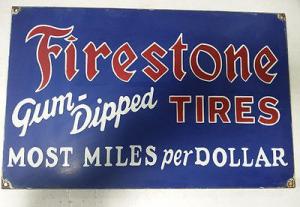 Firestone
Gum-Dipped TIRES
MOST MILES per DOLLAR